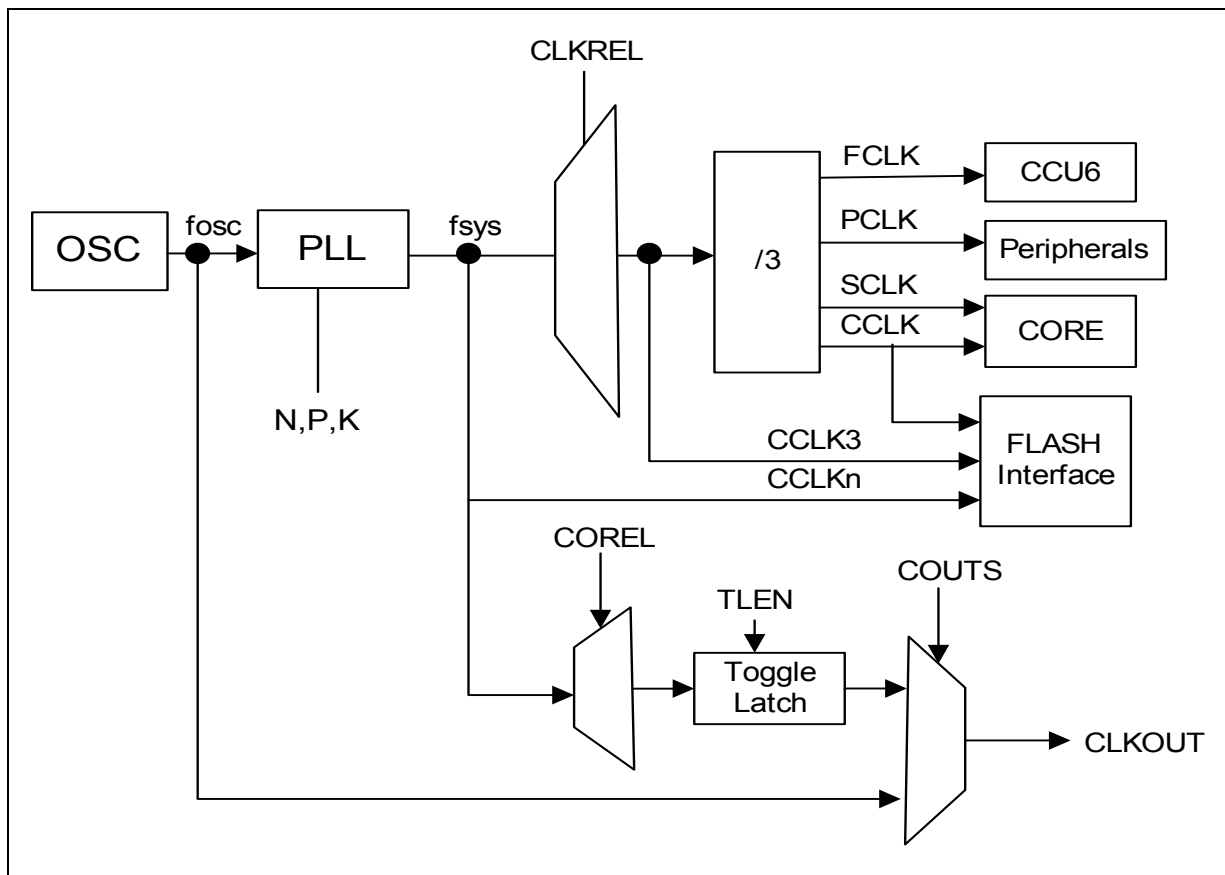 CLKREL
FCLK
CCU6
fosc
fsys
OSC
PLL
/3
PCLK
Peripherals
SCLK
CCLK
CORE
N,P,K
CCLK3
FLASH
Interface
CCLKn
COREL
COUTS
TLEN
Toggle
Latch
CLKOUT